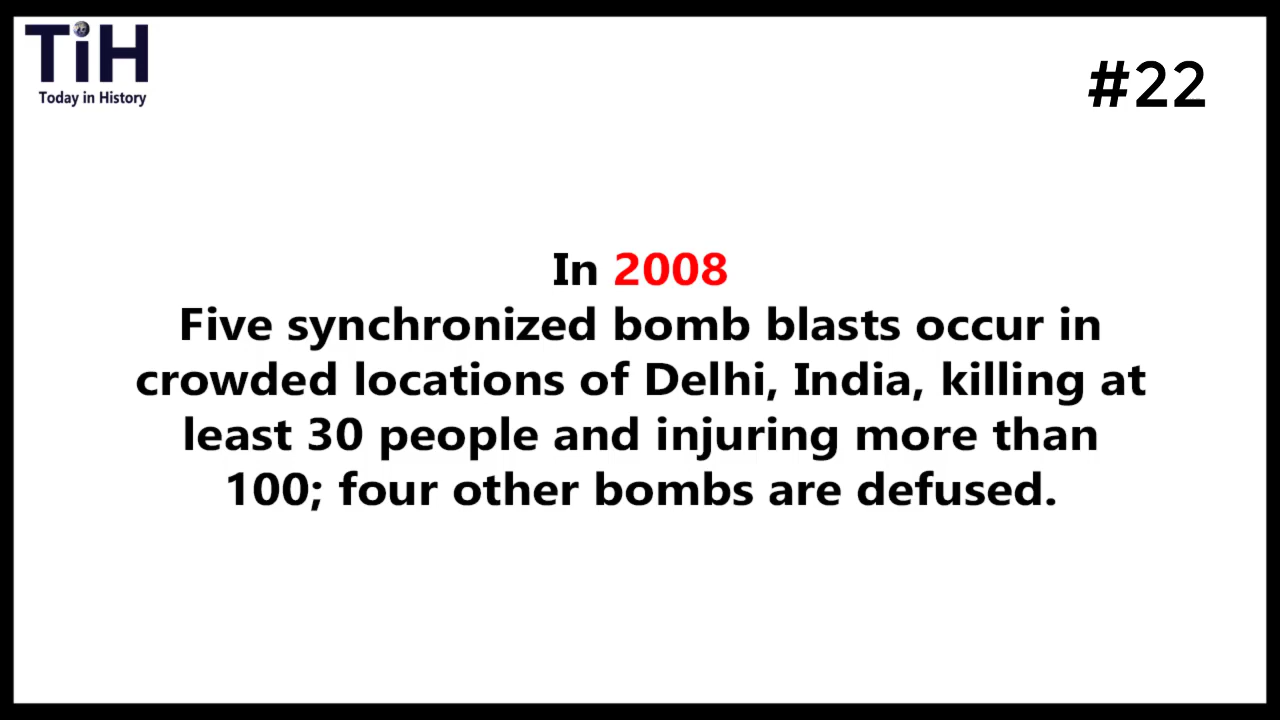 TiH
Today in History
#22
In 2008
Five synchronized bomb blasts occur in
crowded locations of Delhi, India, killing at
least 30 people and injuring more than
100; four other bombs are defused.